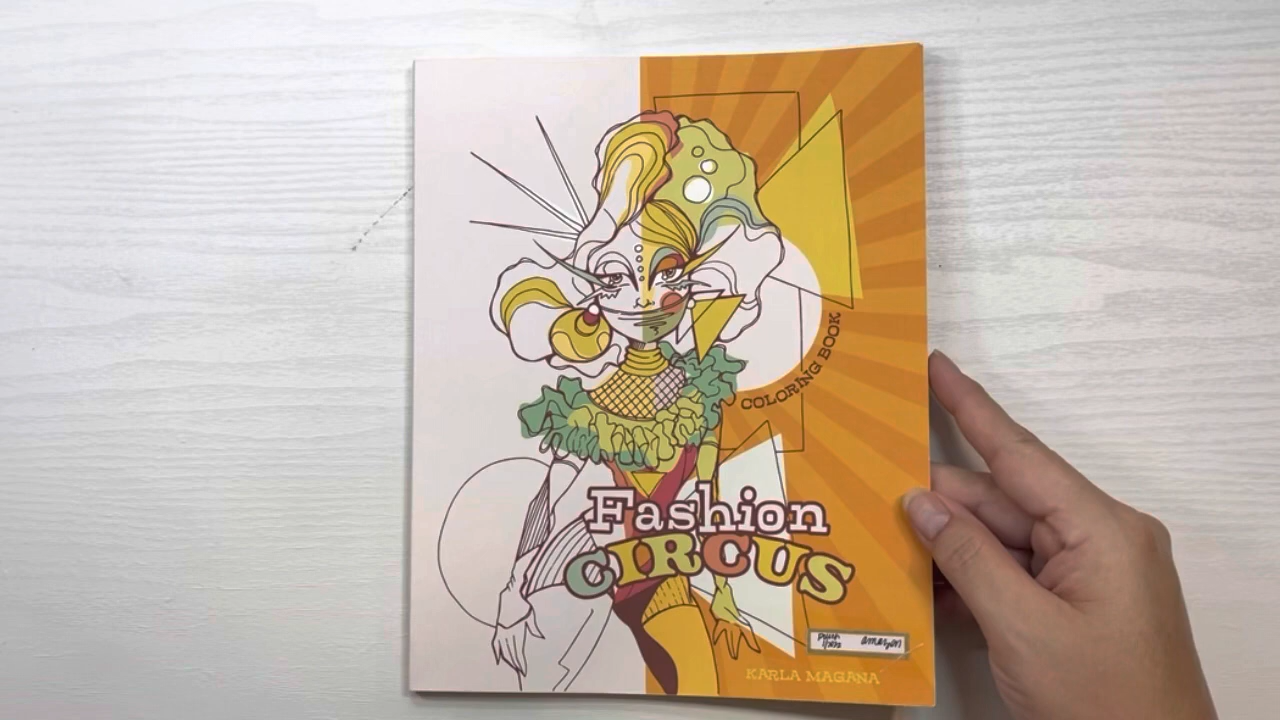 COLORING BOOK
Fashion
CIRCUS
amazon
KARLA MAGANA